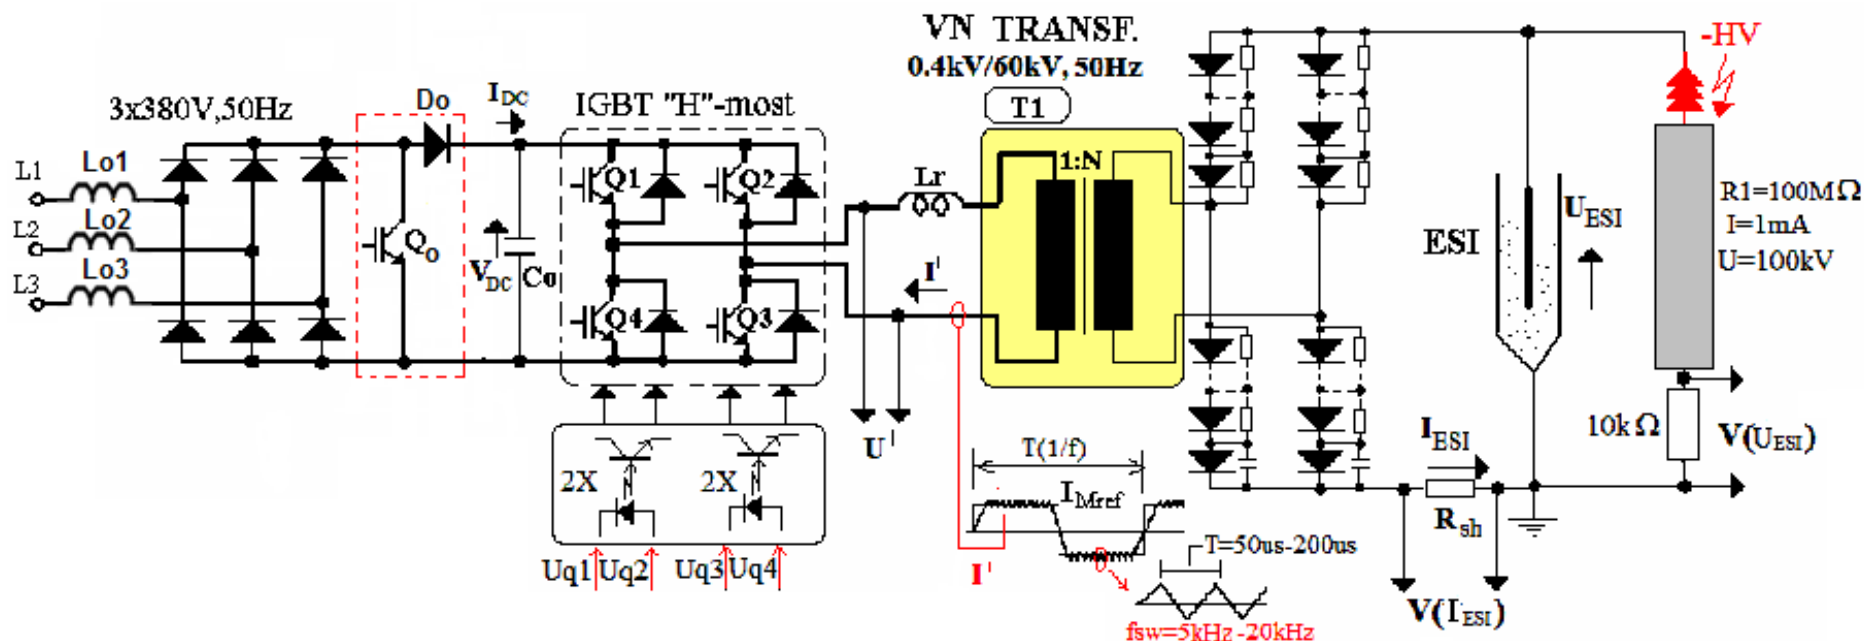 VN TRANSF.
0.4kV/60kV, 50Hz
T1
1:N
3x380V,50Hz
L1
Lo1
L2
Lo2
L3
Lo3
Do
Qo
IDC
VDC
Co
IGBT "H"-most
Q1
Q2
Q4
Q3
2X
2X
Uq1
Uq2
Uq3
Uq4
Lr
I'
U'
T(1/f)
IMref
I'
T=50us-200us
fsw=5kHz-20kHz
ESI
UESI
-HV
R1=100MΩ
I=1mA
U=100kV
10kΩ
V(UESI)
IESI
Rsh
V(IESI)